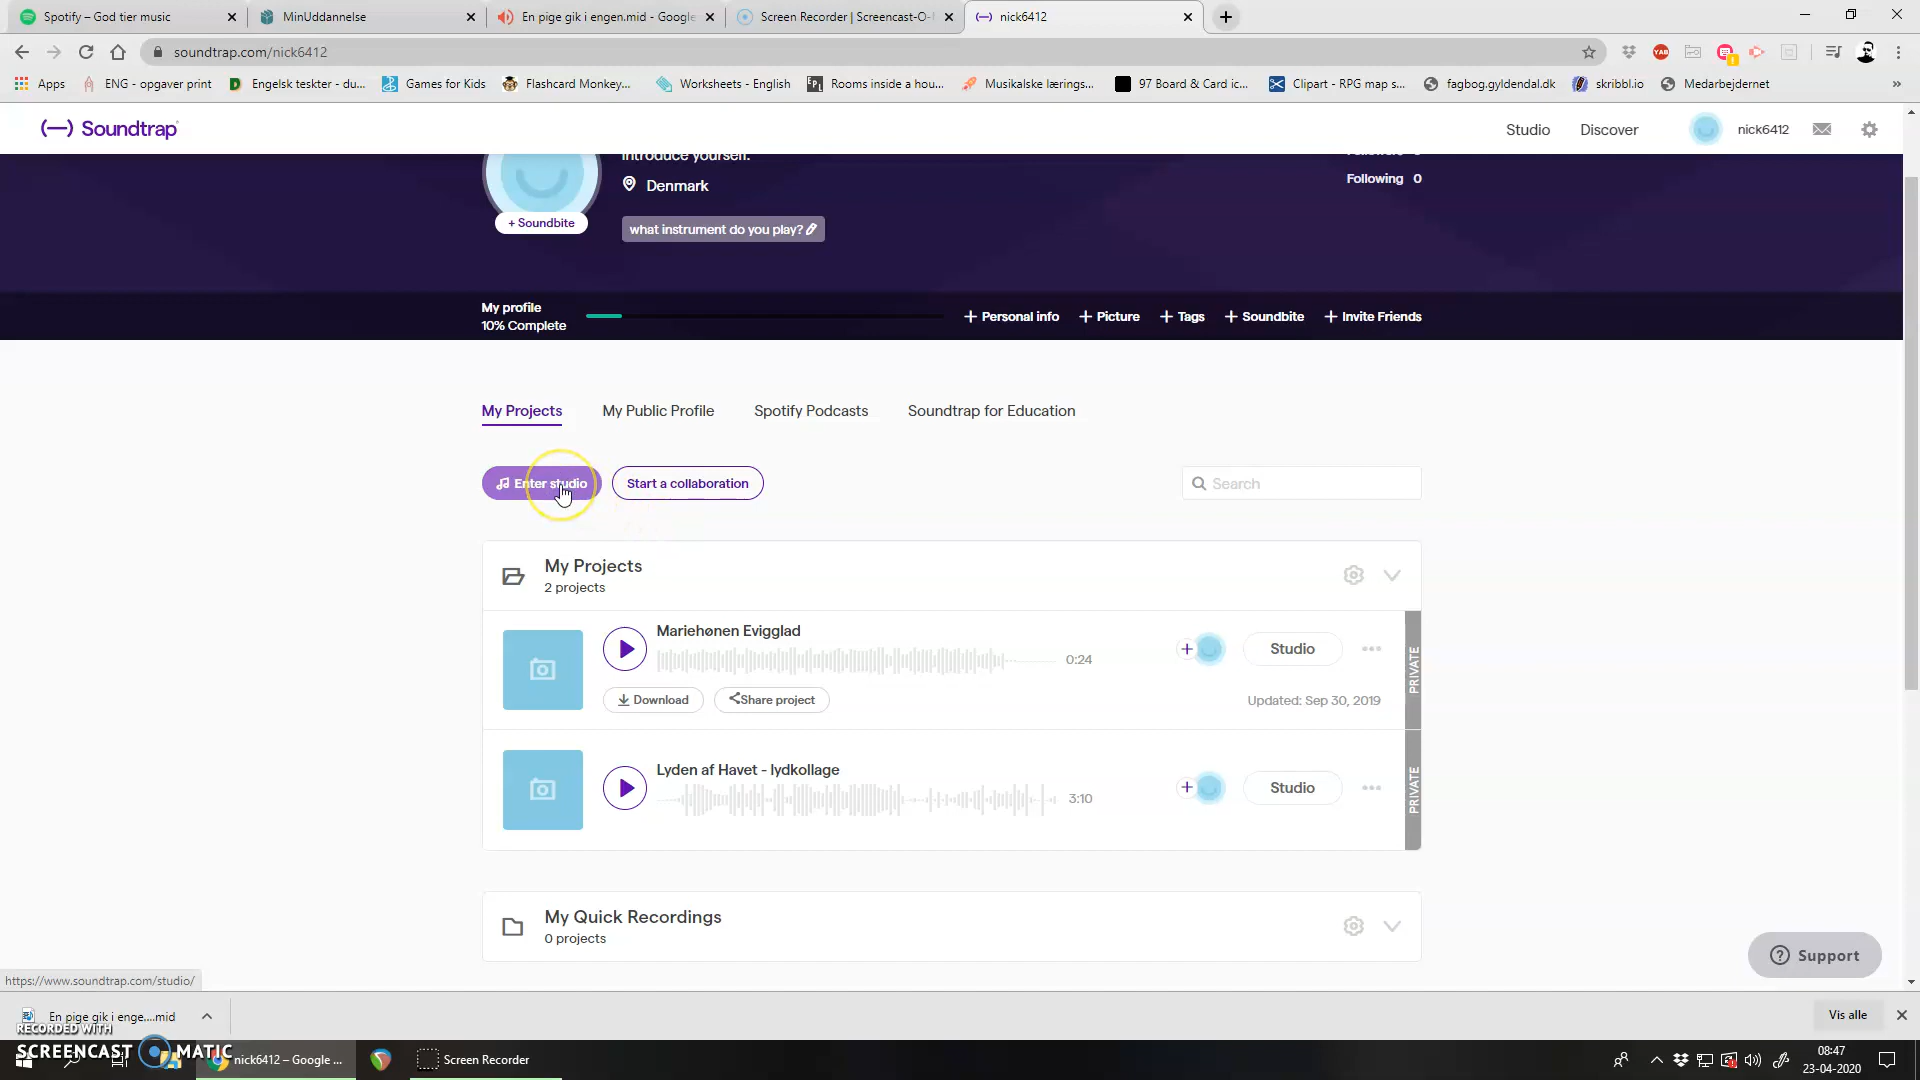 Spotify – God tier music
MinUddannelse
En pige gik i engen.mid - Google
Screen Recorder | Screencast-O-
nick6412
soundtrap.com/nick6412
Apps
ENG - opgaver print
Engelsk teskter - du...
Games for Kids
Flashcard Monkey...
Worksheets - English
Rooms inside a hou...
Musikalske lærings...
97 Board & Card ic...
Clipart - RPG map s...
fagbog.gyldendal.dk
skribbl.io
Medarbejdernet
»
Soundtrap
Studio
Discover
nick6412
introduce yourself.
Denmark
Following 0
+ Soundbite
what instrument do you play?
My profile
10% Complete
+ Personal info
+ Picture
+ Tags
+ Soundbite
+ Invite Friends
My Projects
My Public Profile
Spotify Podcasts
Soundtrap for Education
Enter studio
Start a collaboration
Search
My Projects
2 projects
Mariehønen Evigglad
0:24
Studio
PRIVATE
Download
Share project
Updated: Sep 30, 2019
Lyden af Havet - lydkollage
3:10
Studio
PRIVATE
My Quick Recordings
0 projects
Support
https://www.soundtrap.com/studio/
En pige gik i enge....mid
Vis alle
RECORDED WITH
SCREENCAST MATIC
nick6412 – Google ...
Screen Recorder
08:47
23-04-2020